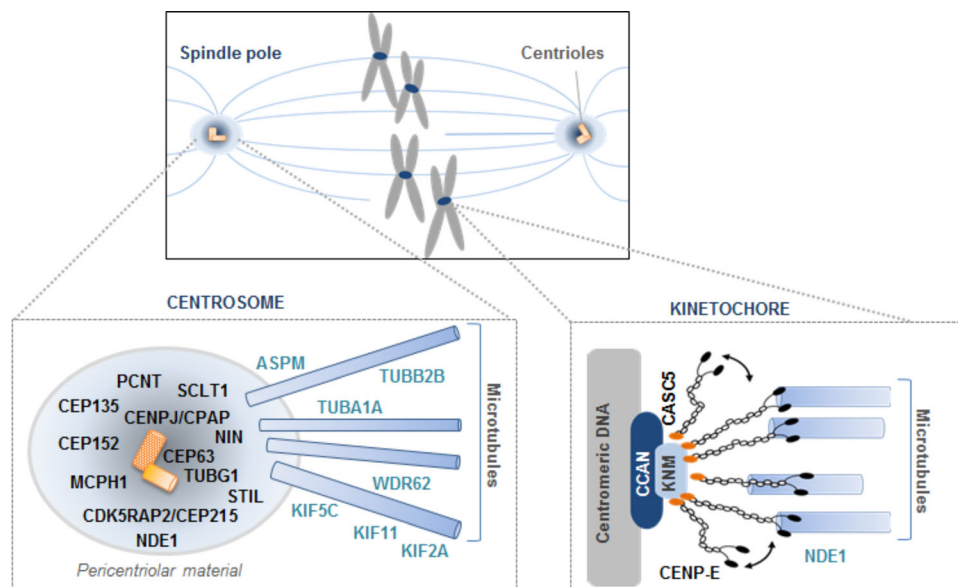 Spindle pole
Centrioles
CENTROSOME
KINETOCHORE
ASPM
PCNT
SCLT1
TUBB2B
CEP135
CENPJ/CPAP
TUBA1A
NIN
CEP152
CEP63
TUBG1
MCPH1
WDR62
STIL
KIF5C
CDK5RAP2/CEP215
KIF11
NDE1
KIF2A
Pericentriolar material
Microtubules
Centromeric DNA
CCAN
KNM
CASC5
CENP-E
NDE1
Microtubules